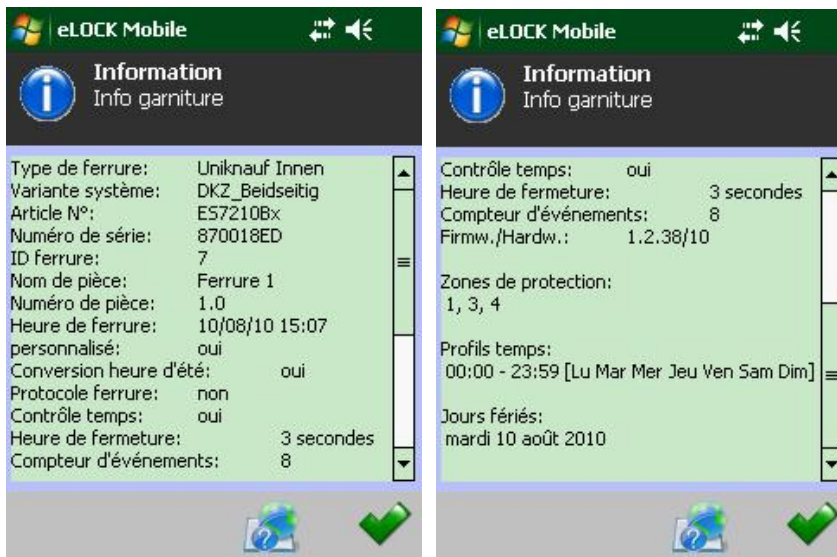 eLOCK Mobile
Information
Info garniture
Type de ferrure: Uniknauf Innen
Variante système: DKZ_Beidseitig
Article N°: ES7210Bx
Numéro de série: 870018ED
ID ferrure: 7
Nom de pièce: Ferrure 1
Numéro de pièce: 1.0
Heure de ferrure: 10/08/10 15:07
personnalisé: oui
Conversion heure d'été: oui
Protocole ferrure: non
Contrôle temps: oui
Heure de fermeture: 3 secondes
Compteur d'événements: 8
eLOCK Mobile
Information
Info garniture
Contrôle temps: oui
Heure de fermeture: 3 secondes
Compteur d'événements: 8
Firmw./Hardw.: 1.2.38/10
Zones de protection:
1, 3, 4
Profils temps:
00:00 - 23:59 [Lu Mar Mer Jeu Ven Sam Dim]
Jours fériés:
mardi 10 août 2010